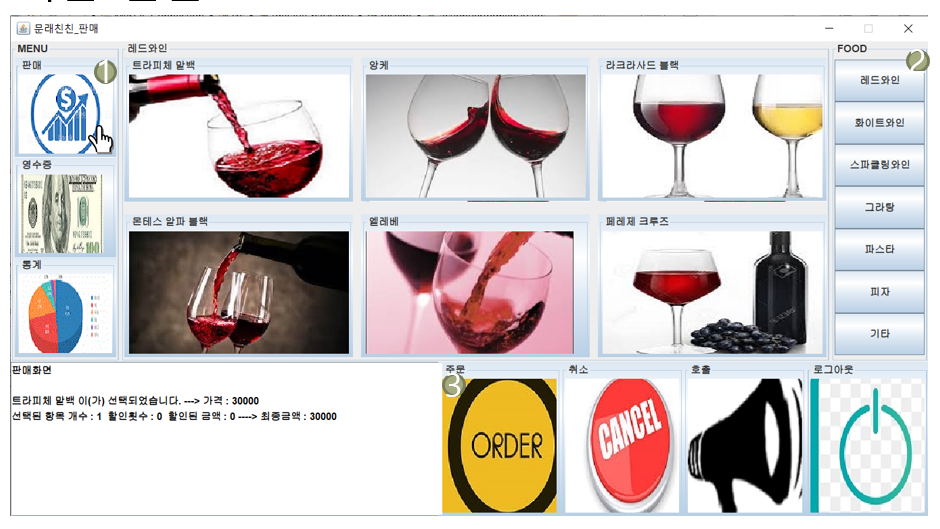 문래친친_판매
MENU
판매
1
영수증
통계
레드와인
트라피체 말백
앙케
라크라사드 블랙
몬테스 알파 블랙
엘레베
페레제 크루즈
FOOD
2
레드와인
화이트와인
스파클링와인
그라탕
파스타
피자
기타
판매화면
트라피체 말백 이(가) 선택되었습니다. ---> 가격 : 30000
선택된 항목 개수 : 1 할인횟수 : 0 할인된 금액 : 0 ----> 최종금액 : 30000
주문
3
ORDER
취소
CANCEL
호출
로그아웃